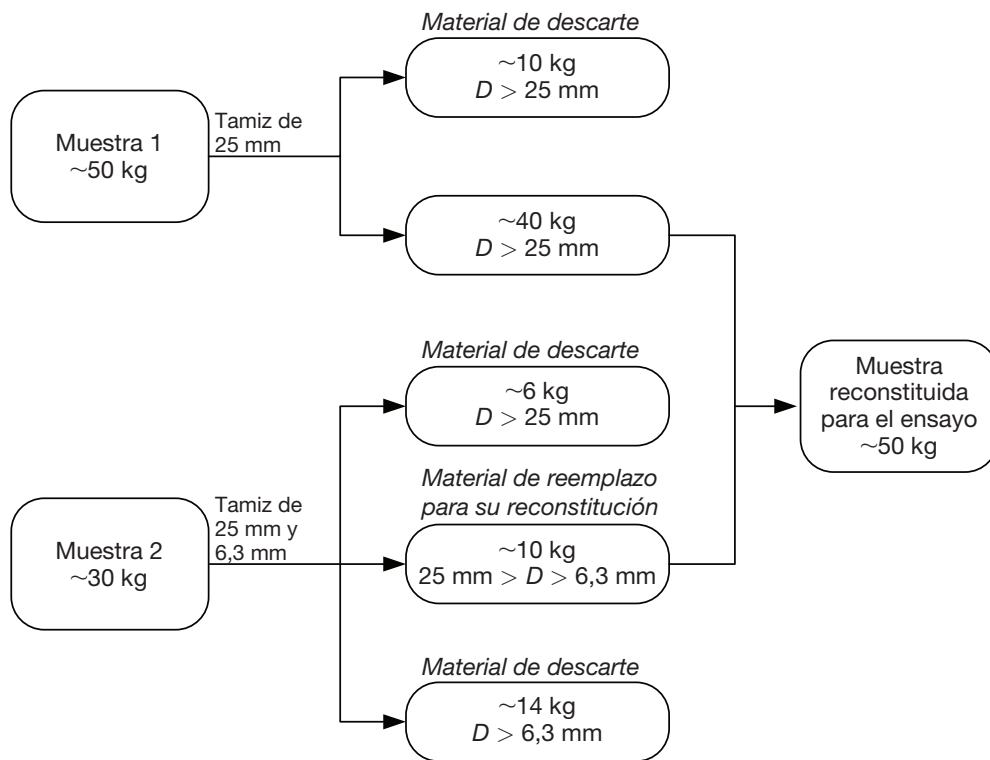 Material de descarte
~10 kg
D > 25 mm
Muestra 1
~50 kg
Tamiz de
25 mm
~40 kg
D > 25 mm
Material de descarte
~6 kg
D > 25 mm
Muestra
reconstituida
para el ensayo
~50 kg
Muestra 2
~30 kg
Tamiz de
25 mm y
6,3 mm
Material de reemplazo
para su reconstitución
~10 kg
25 mm > D > 6,3 mm
Material de descarte
~14 kg
D > 6,3 mm